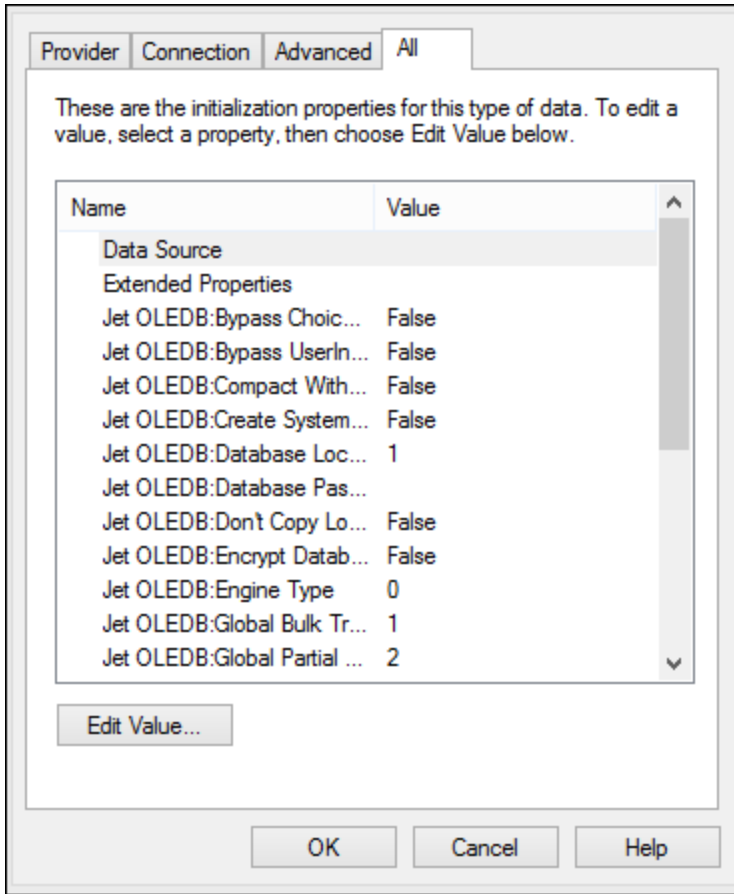 Provider Connection Advanced All
These are the initialization properties for this type of data. To edit a
value, select a property, then choose Edit Value below.
Name Value
Data Source
Extended Properties
Jet OLEDB:Bypass Choic... False
Jet OLEDB:Bypass UserIn... False
Jet OLEDB:Compact With... False
Jet OLEDB:Create System... False
Jet OLEDB:Database Loc... 1
Jet OLEDB:Database Pas...
Jet OLEDB:Don't Copy Lo... False
Jet OLEDB:Encrypt Datab... False
Jet OLEDB:Engine Type 0
Jet OLEDB:Global Bulk Tr... 1
Jet OLEDB:Global Partial ... 2
Edit Value...
OK Cancel Help